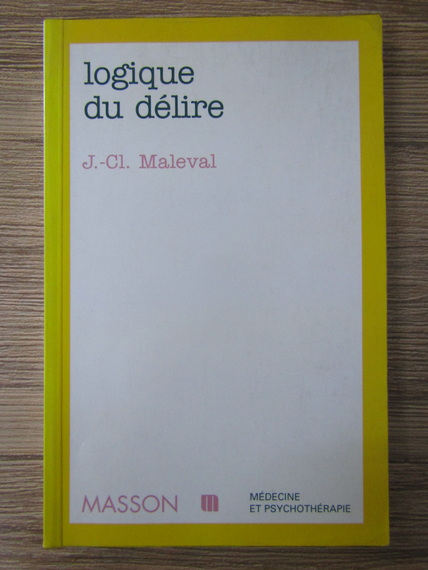 logique
du délire
J.-Cl. Maleval
MASSON m
MÉDECINE
ET PSYCHOTHÉRAPIE